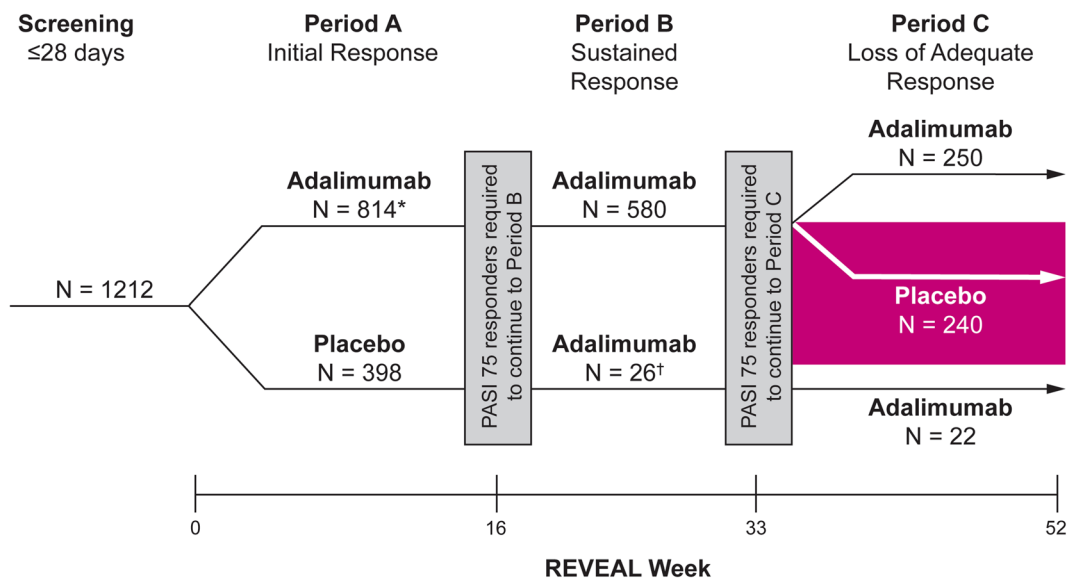 Screening
≤28 days
Period A
Initial Response
Period B
Sustained
Response
Period C
Loss of Adequate
Response
N = 1212
Adalimumab
N = 814*
Placebo
N = 398
PASI 75 responders required
to continue to Period B
Adalimumab
N = 580
Adalimumab
N = 26†
PASI 75 responders required
to continue to Period C
Adalimumab
N = 250
Placebo
N = 240
Adalimumab
N = 22
0
16
33
52
REVEAL Week